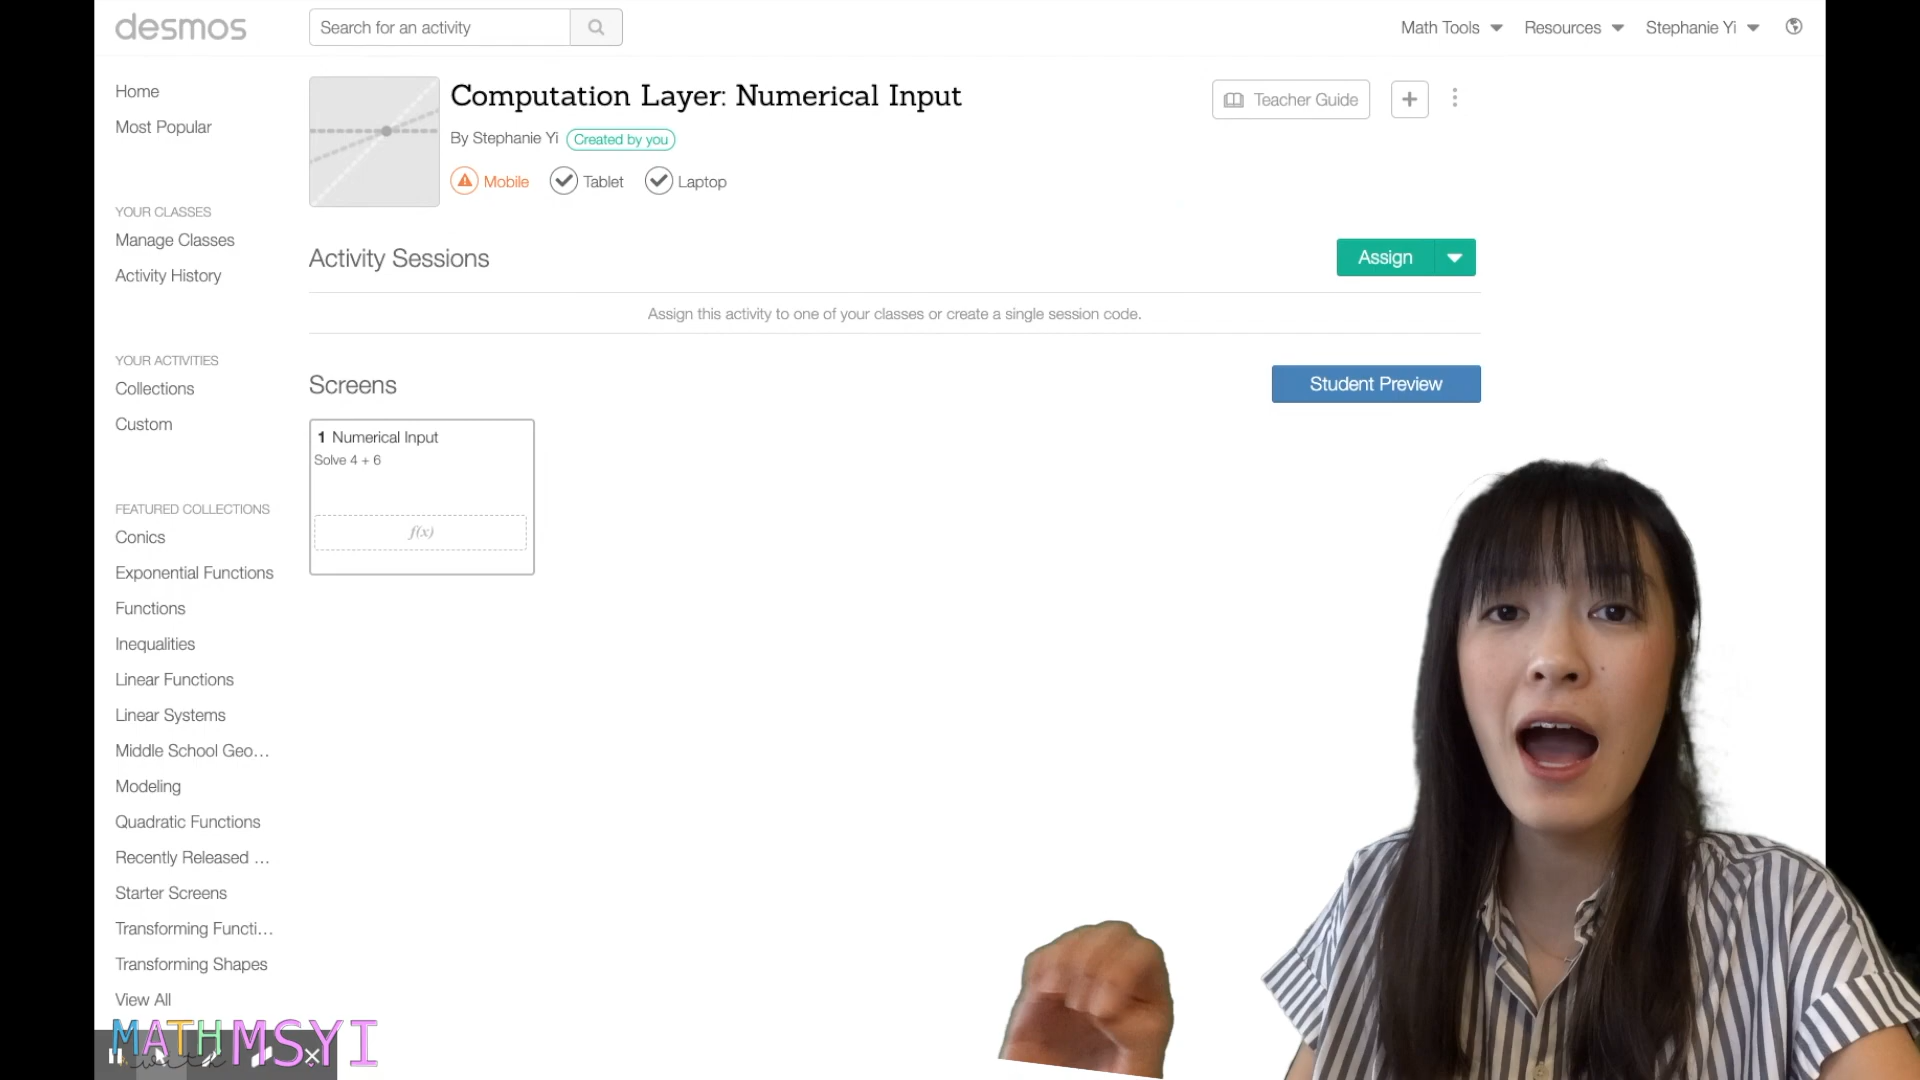 desmos
Search for an activity
Math Tools
Resources
Stephanie Yi
Home
Most Popular
YOUR CLASSES
Manage Classes
Activity History
YOUR ACTIVITIES
Collections
Custom
FEATURED COLLECTIONS
Conics
Exponential Functions
Functions
Inequalities
Linear Functions
Linear Systems
Middle School Geo...
Modeling
Quadratic Functions
Recently Released ...
Starter Screens
Transforming Functi...
Transforming Shapes
View All
Computation Layer: Numerical Input
By Stephanie Yi Created by you
Mobile Tablet Laptop
Teacher Guide
+
Activity Sessions
Assign
Assign this activity to one of your classes or create a single session code.
Screens
Student Preview
1 Numerical Input
Solve 4 + 6
f(x)
MATH with MSYI